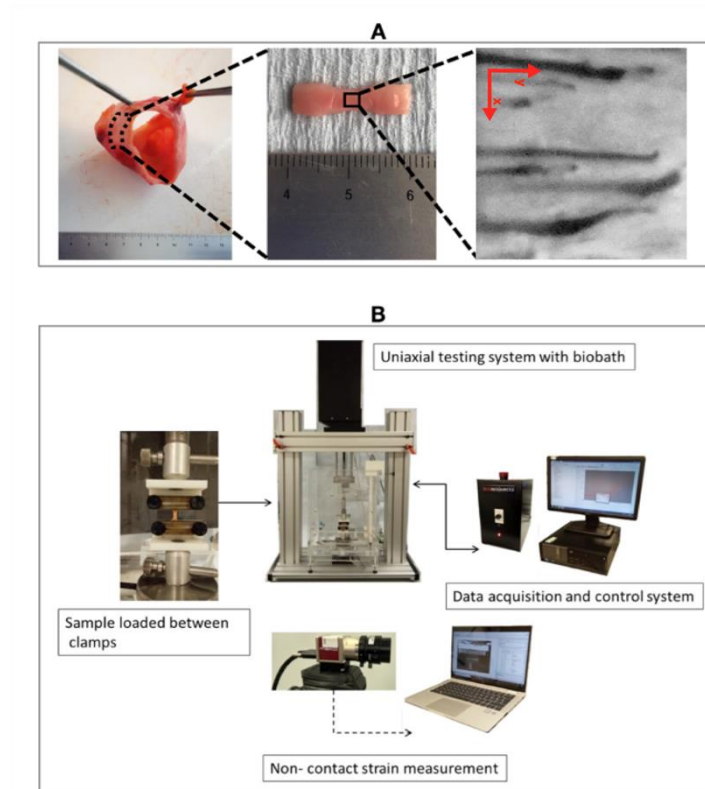 A
4 5 6
y
x
B
Uniaxial testing system with biobath
Sample loaded between
clamps
Data acquisition and control system
Non- contact strain measurement